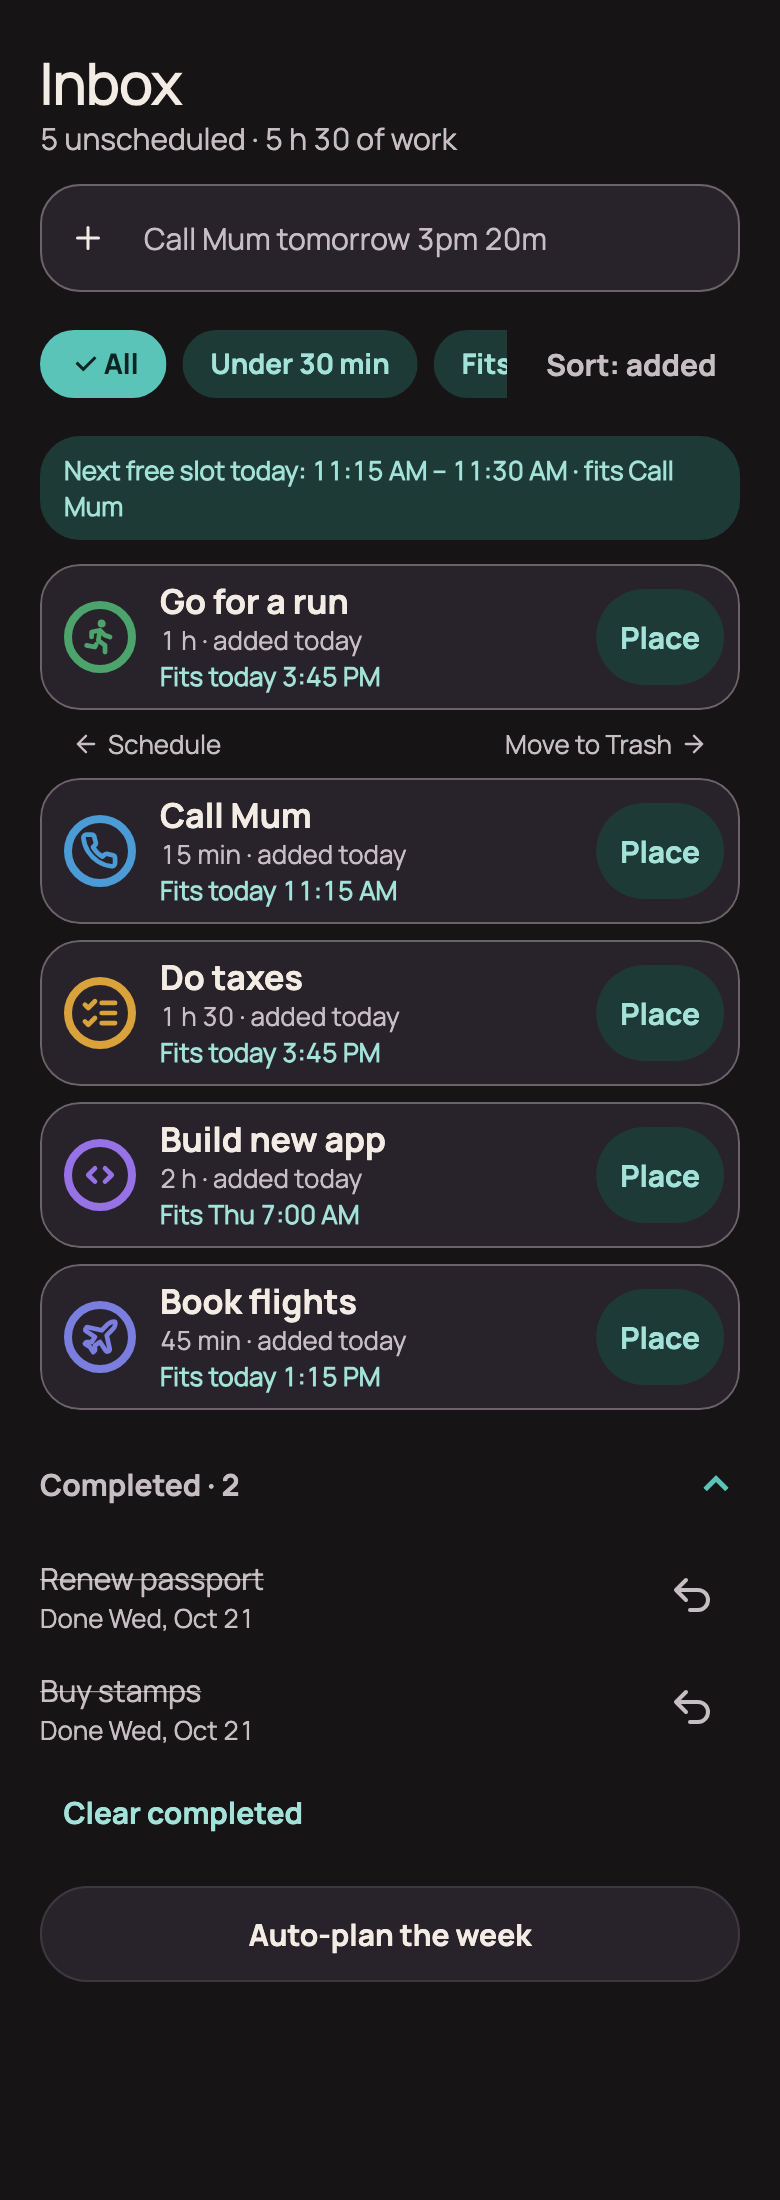 Inbox
5 unscheduled · 5 h 30 of work
Call Mum tomorrow 3pm 20m
All
Under 30 min
Fits
Sort: added
Next free slot today: 11:15 AM – 11:30 AM · fits Call
Mum
Go for a run
1 h · added today
Fits today 3:45 PM
Place
← Schedule
Move to Trash →
Call Mum
15 min · added today
Fits today 11:15 AM
Place
Do taxes
1 h 30 · added today
Fits today 3:45 PM
Place
Build new app
2 h · added today
Fits Thu 7:00 AM
Place
Book flights
45 min · added today
Fits today 1:15 PM
Place
Completed · 2
Renew passport
Done Wed, Oct 21
Buy stamps
Done Wed, Oct 21
Clear completed
Auto-plan the week